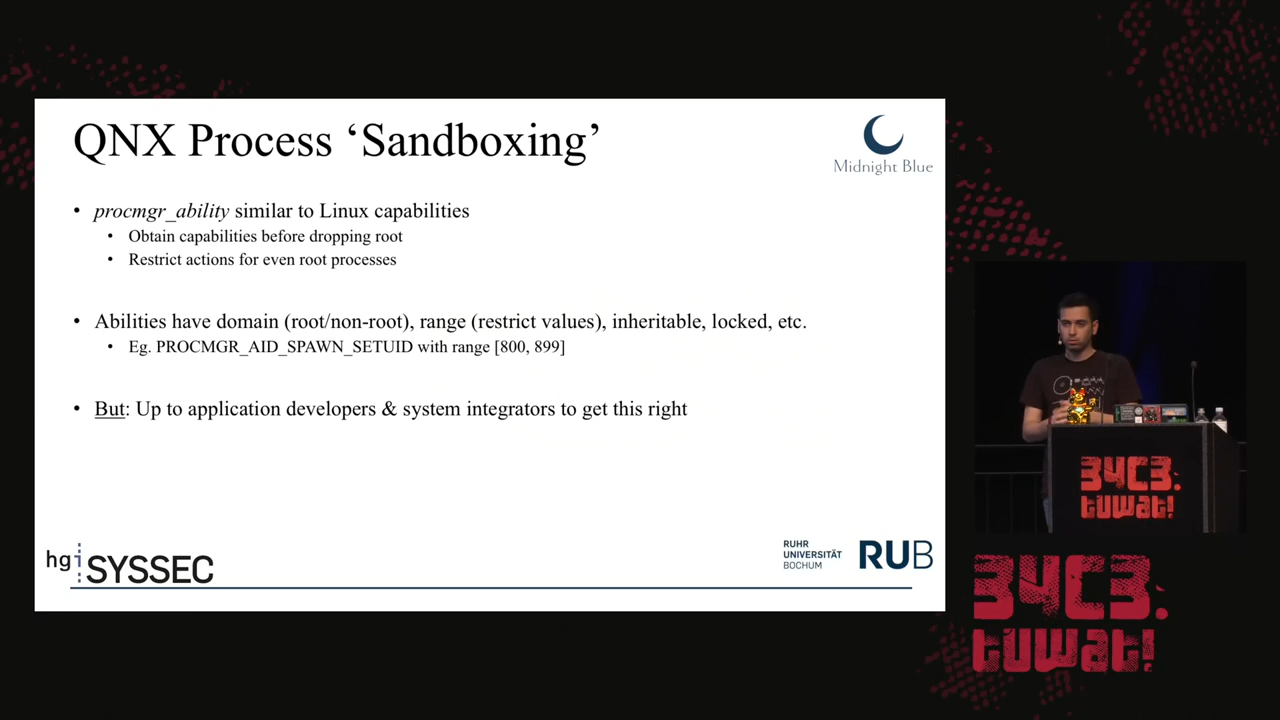 QNX Process ‘Sandboxing’
Midnight Blue
• procmgr_ability similar to Linux capabilities
• Obtain capabilities before dropping root
• Restrict actions for even root processes
• Abilities have domain (root/non-root), range (restrict values), inheritable, locked, etc.
• Eg. PROCMGR_AID_SPAWN_SETUID with range [800, 899]
• But: Up to application developers & system integrators to get this right
hgi SYSSEC
RUHR
UNIVERSITÄT
BOCHUM
RUB
34C3.
tuwat!
34C3.
tuwat!